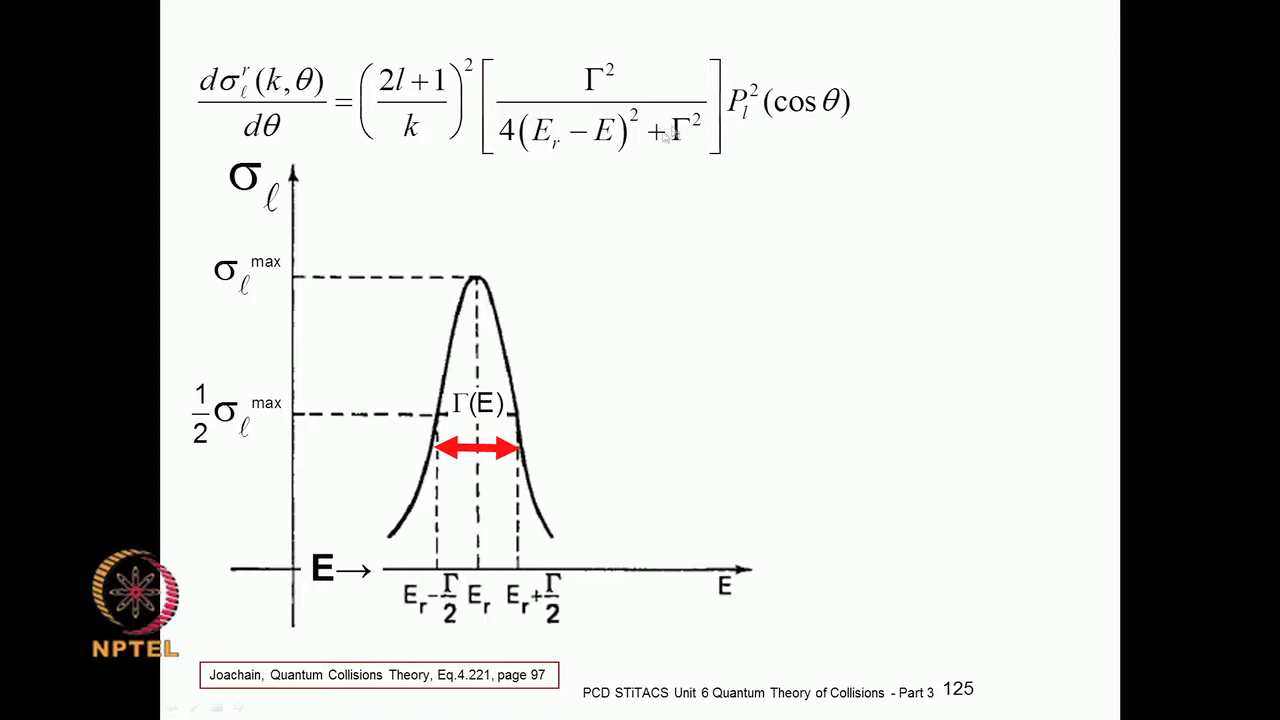 dσ_ℓ^r(k,θ)/dθ = ((2l+1)/k)^2 [Γ^2/(4(E_r − E)^2 + Γ^2)] P_l^2(cos θ)
σ_ℓ
σ_ℓ^max
1/2 σ_ℓ^max
Γ(E)
E→
E_r−Γ/2 E_r E_r+Γ/2
E
NPTEL
Joachain, Quantum Collisions Theory, Eq.4.221, page 97
PCD STiTACS Unit 6 Quantum Theory of Collisions - Part 3 125